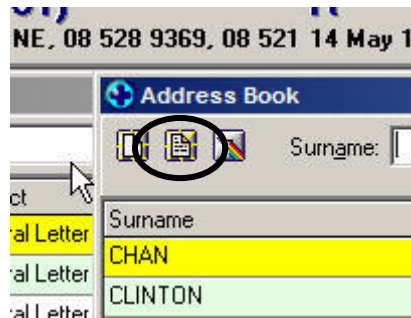 NE, 08 528 9369, 08 521 14 May 1
Address Book
Surname:
ct
Surname
al Letter
CHAN
al Letter
CLINTON
al Letter